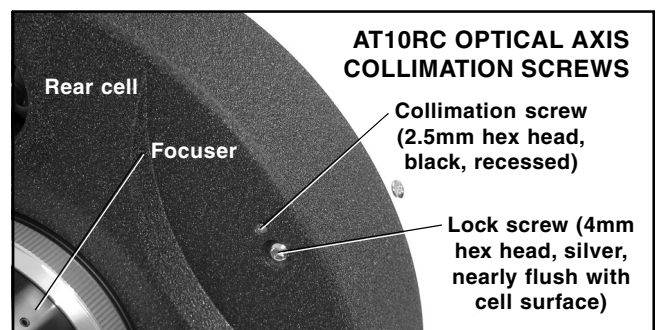 AT10RC OPTICAL AXIS
COLLIMATION SCREWS
Rear cell
Focuser
Collimation screw
(2.5mm hex head,
black, recessed)
Lock screw (4mm
hex head, silver,
nearly flush with
cell surface)